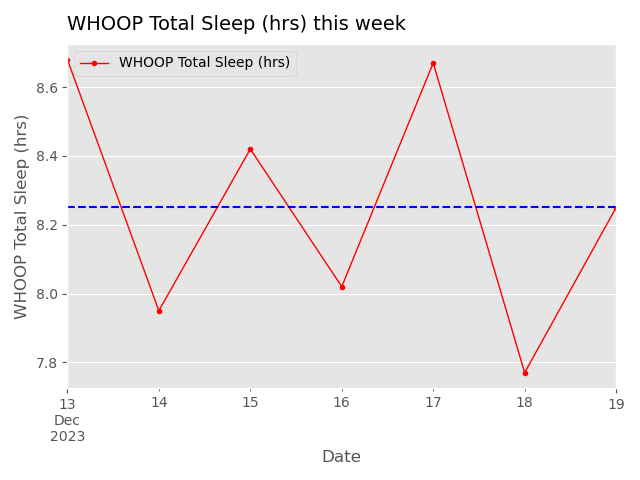 WHOOP Total Sleep (hrs) this week
WHOOP Total Sleep (hrs)
WHOOP Total Sleep (hrs)
8.6
8.4
8.2
8.0
7.8
13 14 15 16 17 18 19
Dec
2023
Date